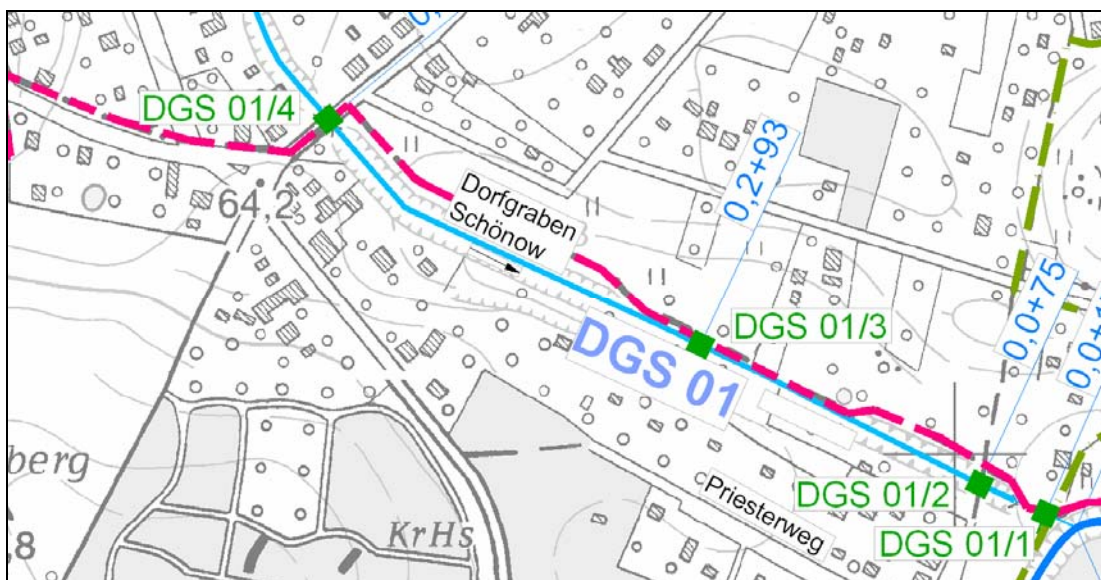 DGS 01/4
64,2
Dorfgraben
Schönow
0,2+93
DGS 01/3
DGS 01
0,0+75
DGS 01/2
Priesterweg
DGS 01/1
berg
KrHs
,8